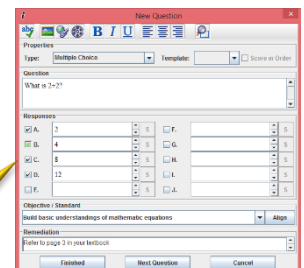 New Question
B I U
Properties
Type: Multiple Choice Template: Score in Order
Question
What is 2+2?
Responses
A. 2 S F. S
B. 4 S G. S
C. 8 S H. S
D. 12 S I. S
E. S J. S
Objective / Standard
Build basic understandings of mathematic equations Align
Remediation
Refer to page 3 in your textbook
Finished Next Question Cancel